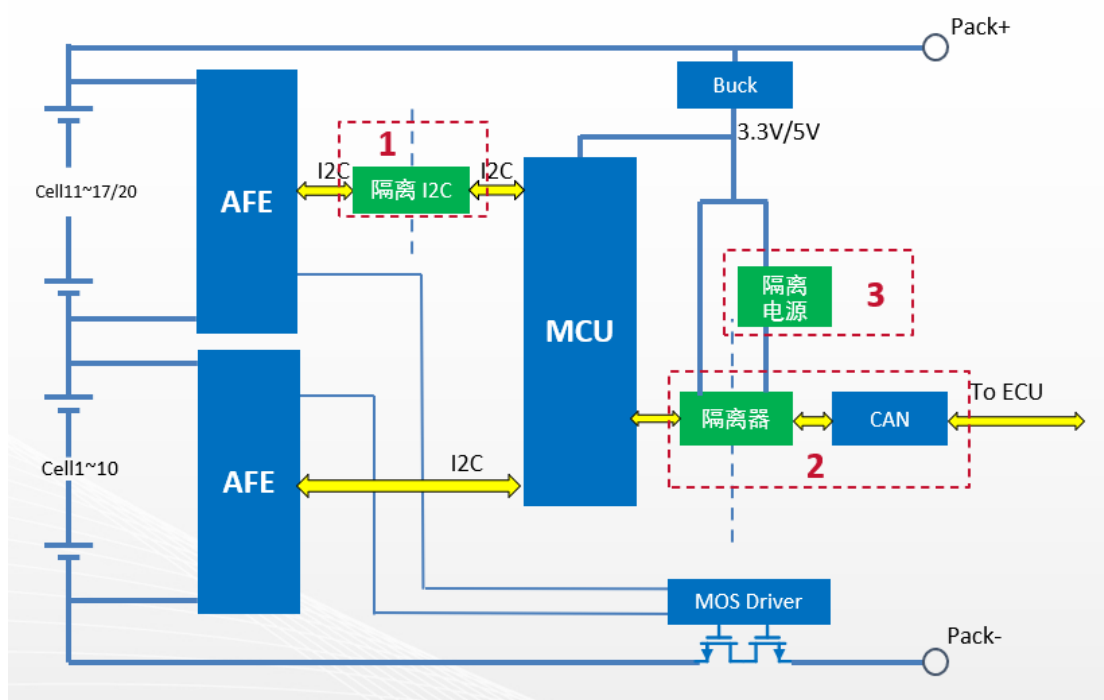 Pack+
Buck
3.3V/5V
1
I2C
I2C
隔离 I2C
Cell11~17/20
AFE
隔离
电源
3
MCU
To ECU
隔离器
CAN
2
I2C
Cell1~10
AFE
MOS Driver
Pack-